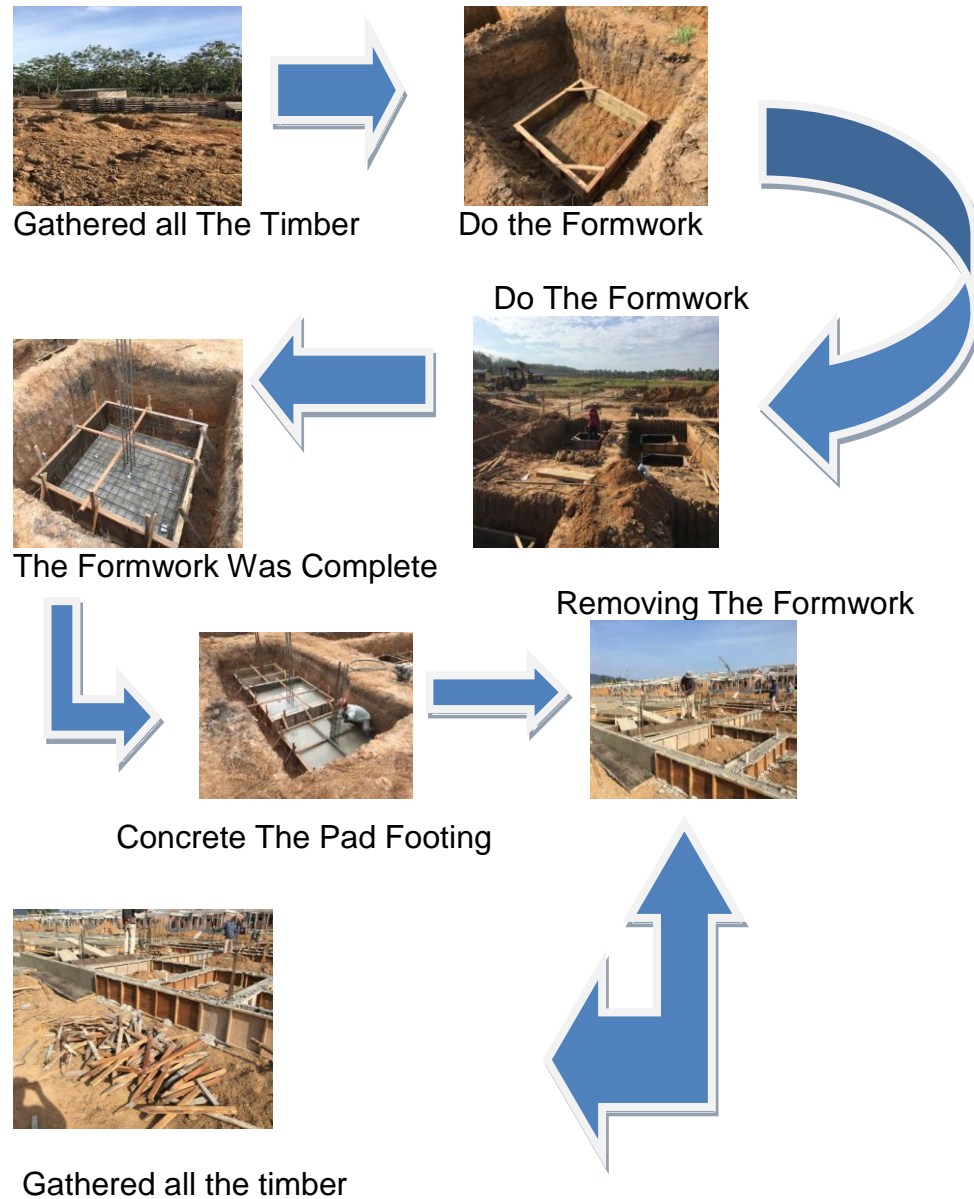 Gathered all The Timber
Do the Formwork
Do The Formwork
The Formwork Was Complete
Removing The Formwork
Concrete The Pad Footing
Gathered all the timber